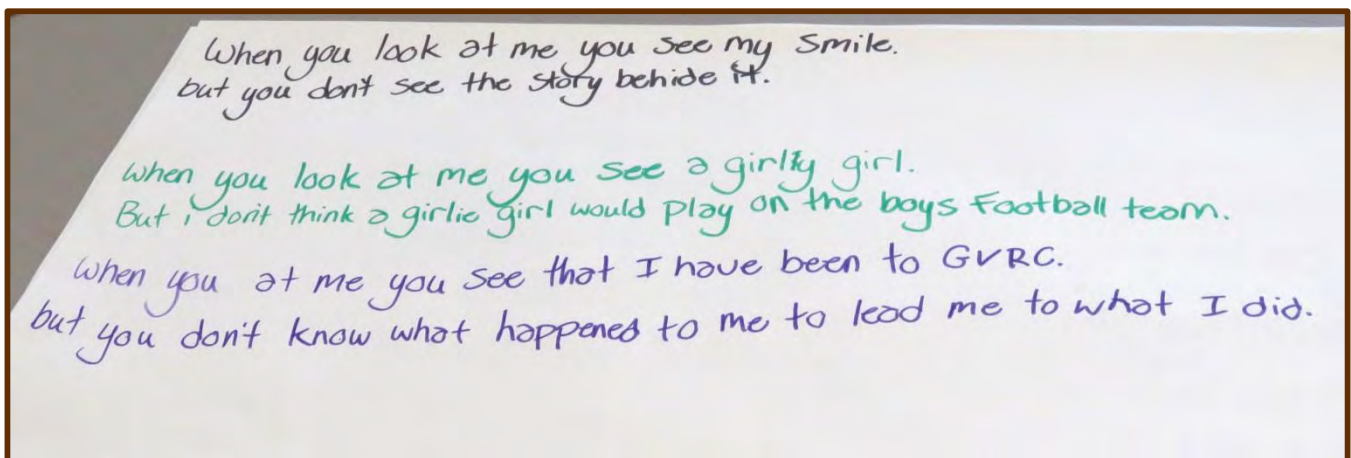 When you look at me you see my Smile.
but you don't see the story behide it.
When you look at me you see a girlly girl.
But i don't think a girlie girl would play on the boys Football team.
When you at me you see that I have been to GVRC.
but you don't know what happened to me to lead me to what I did.